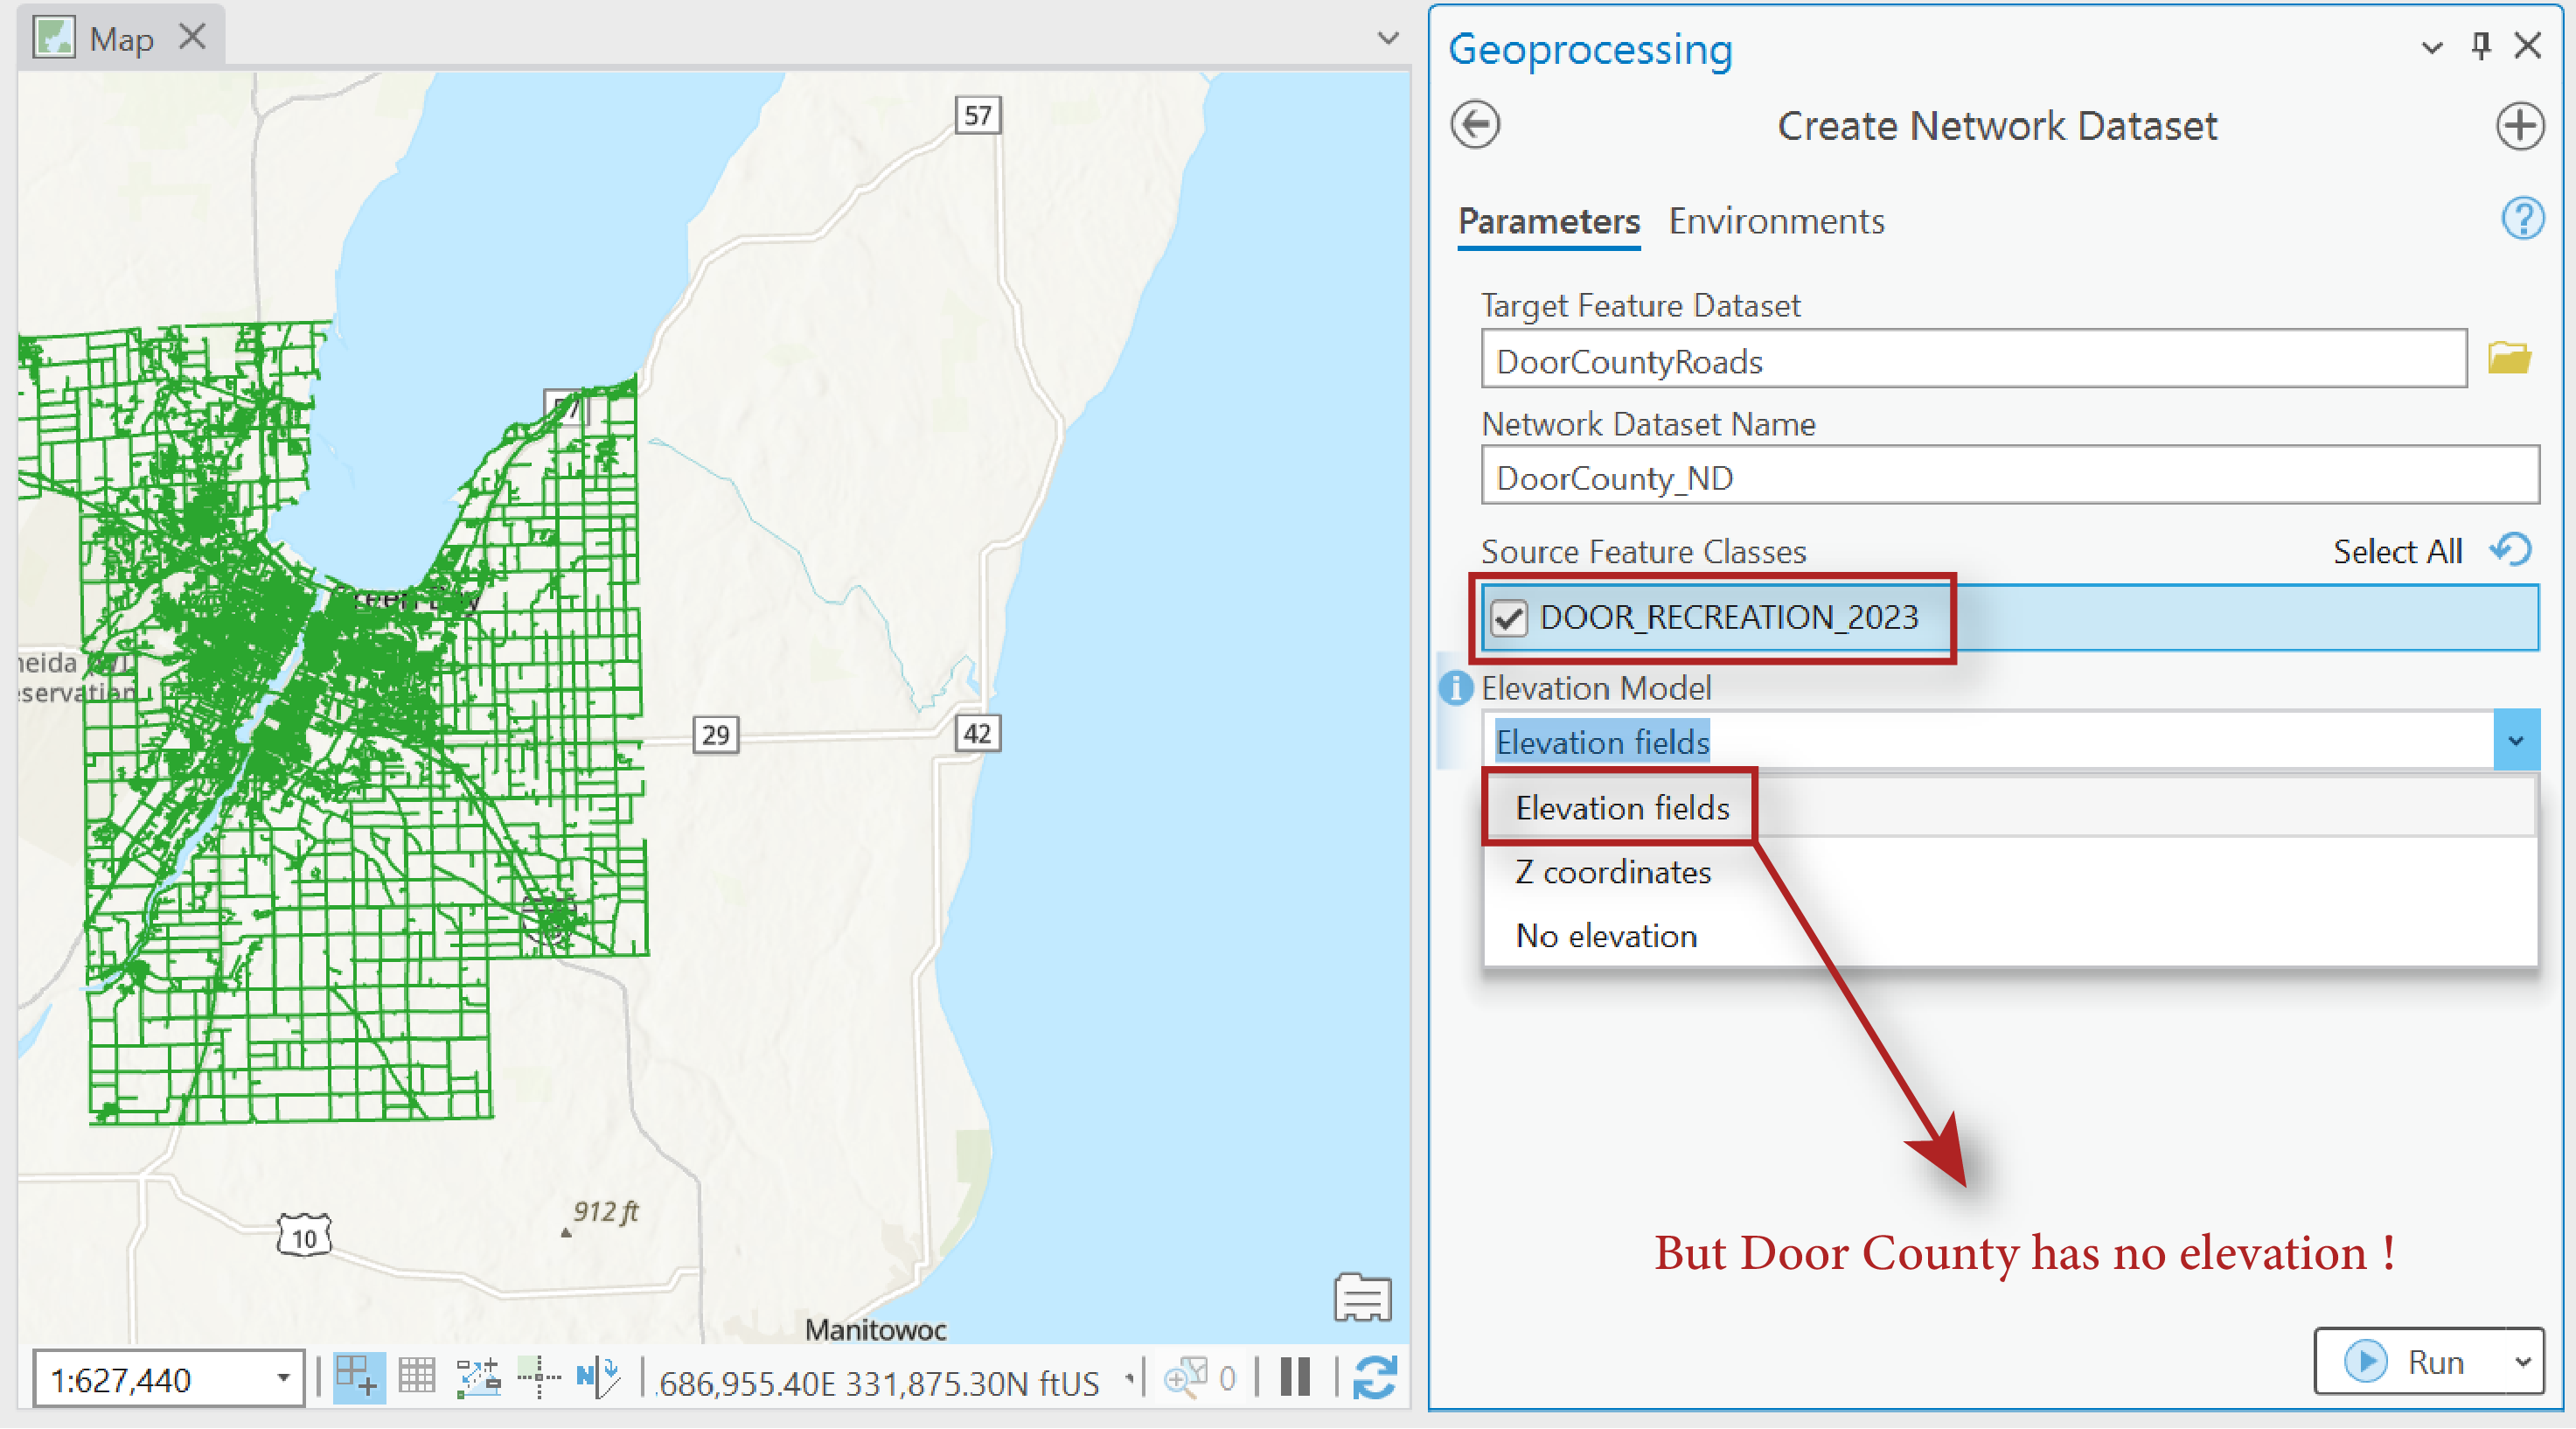 Map
57
57
Green Bay
neida (WI)
eservation
29
42
912 ft
10
Manitowoc
1:627,440
.686,955.40E 331,875.30N ftUS
0
Geoprocessing
Create Network Dataset
Parameters Environments
Target Feature Dataset
DoorCountyRoads
Network Dataset Name
DoorCounty_ND
Source Feature Classes Select All
DOOR_RECREATION_2023
Elevation Model
Elevation fields
Elevation fields
Z coordinates
No elevation
But Door County has no elevation !
Run